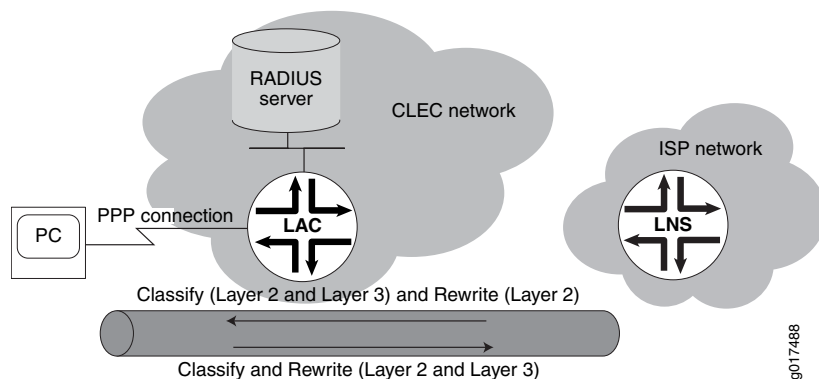 RADIUS
server
CLEC network
ISP network
PPP connection
PC
LAC
LNS
Classify (Layer 2 and Layer 3) and Rewrite (Layer 2)
Classify and Rewrite (Layer 2 and Layer 3)
g017488